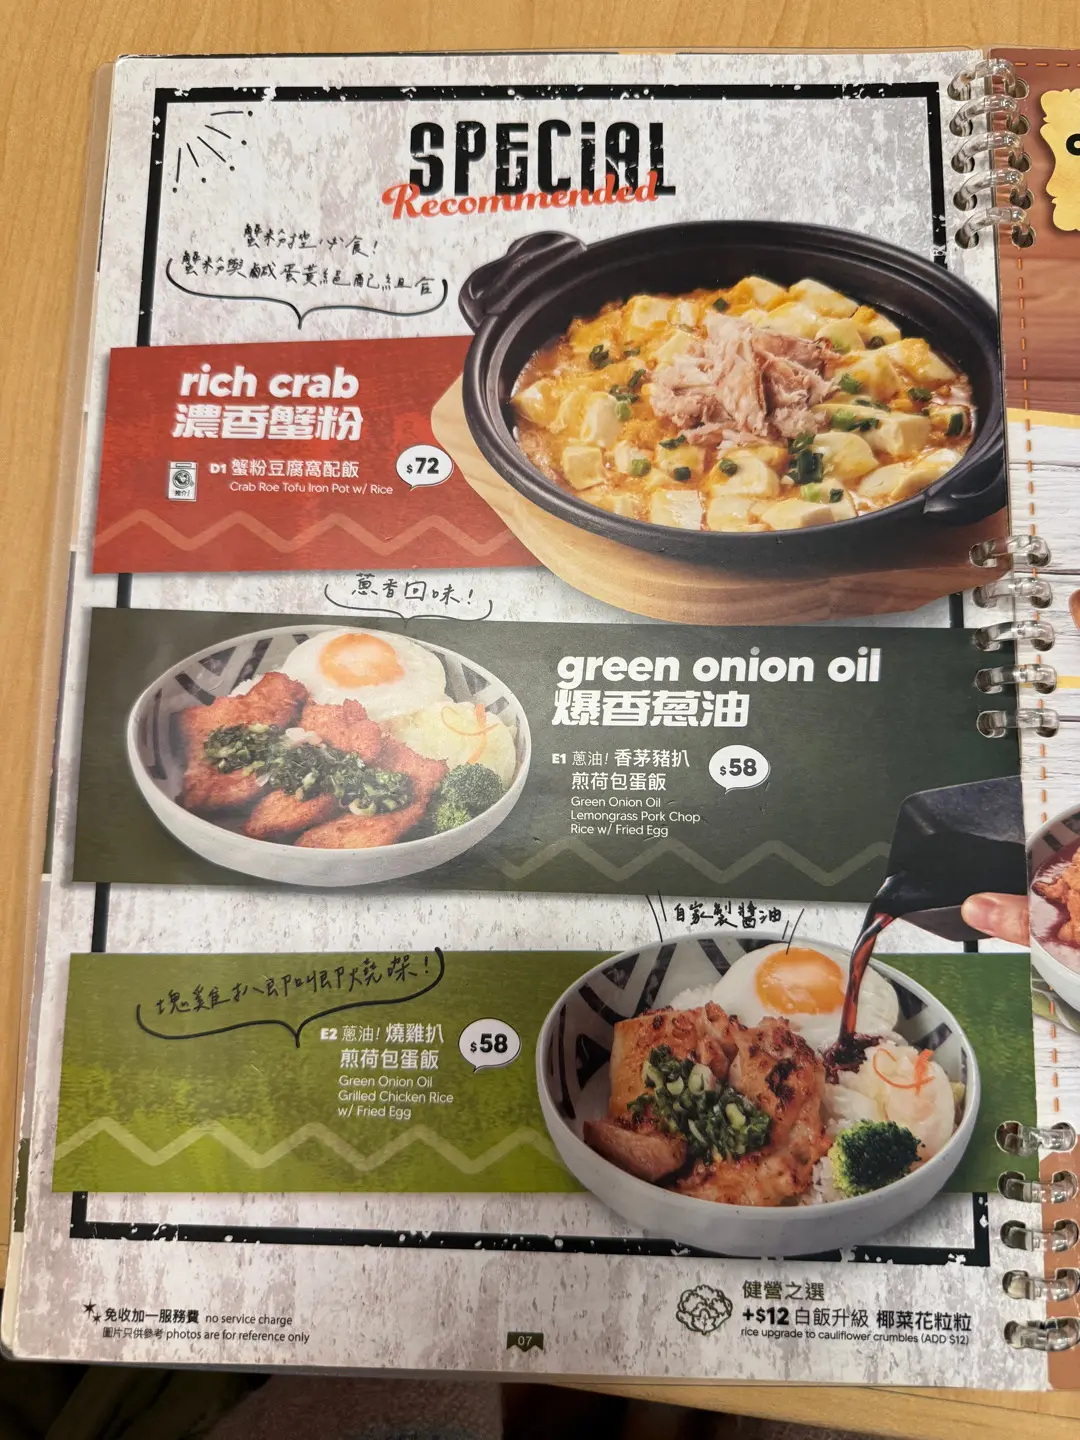 SPECIAL
Recommended
蟹粉控必食!
蟹粉與鹹蛋黃絕配組合
rich crab
濃香蟹粉
推介!
D1 蟹粉豆腐窩配飯
Crab Roe Tofu Iron Pot w/ Rice
$72
蔥香回味!
green onion oil
爆香蔥油
E1 蔥油! 香茅豬扒
煎荷包蛋飯
Green Onion Oil
Lemongrass Pork Chop
Rice w/ Fried Egg
$58
自家製醬油
塊雞扒即叫即燒架!
E2 蔥油! 燒雞扒
煎荷包蛋飯
Green Onion Oil
Grilled Chicken Rice
w/ Fried Egg
$58
免收加一服務費 no service charge
圖片只供參考 photos are for reference only
07
健營之選
+$12 白飯升級 椰菜花粒粒
rice upgrade to cauliflower crumbles (ADD $12)